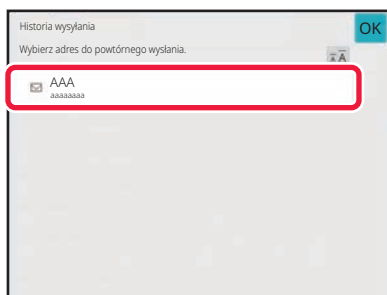 Historia wysyłania
OK
Wybierz adres do powtórnego wysłania.
AAA
aaaaaaaa